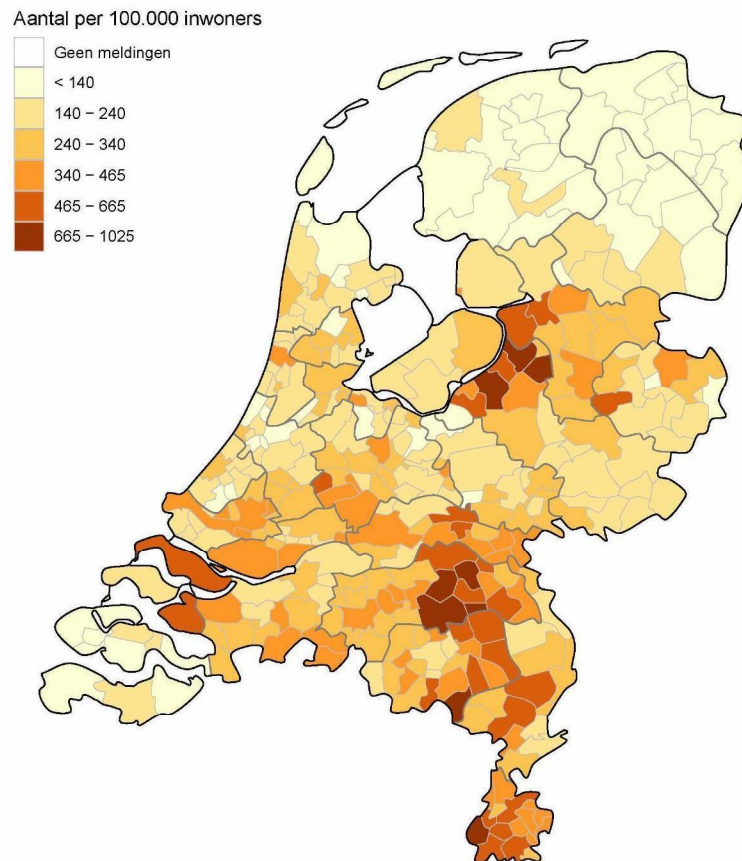 Aantal per 100.000 inwoners
Geen meldingen
< 140
140 − 240
240 − 340
340 − 465
465 − 665
665 − 1025